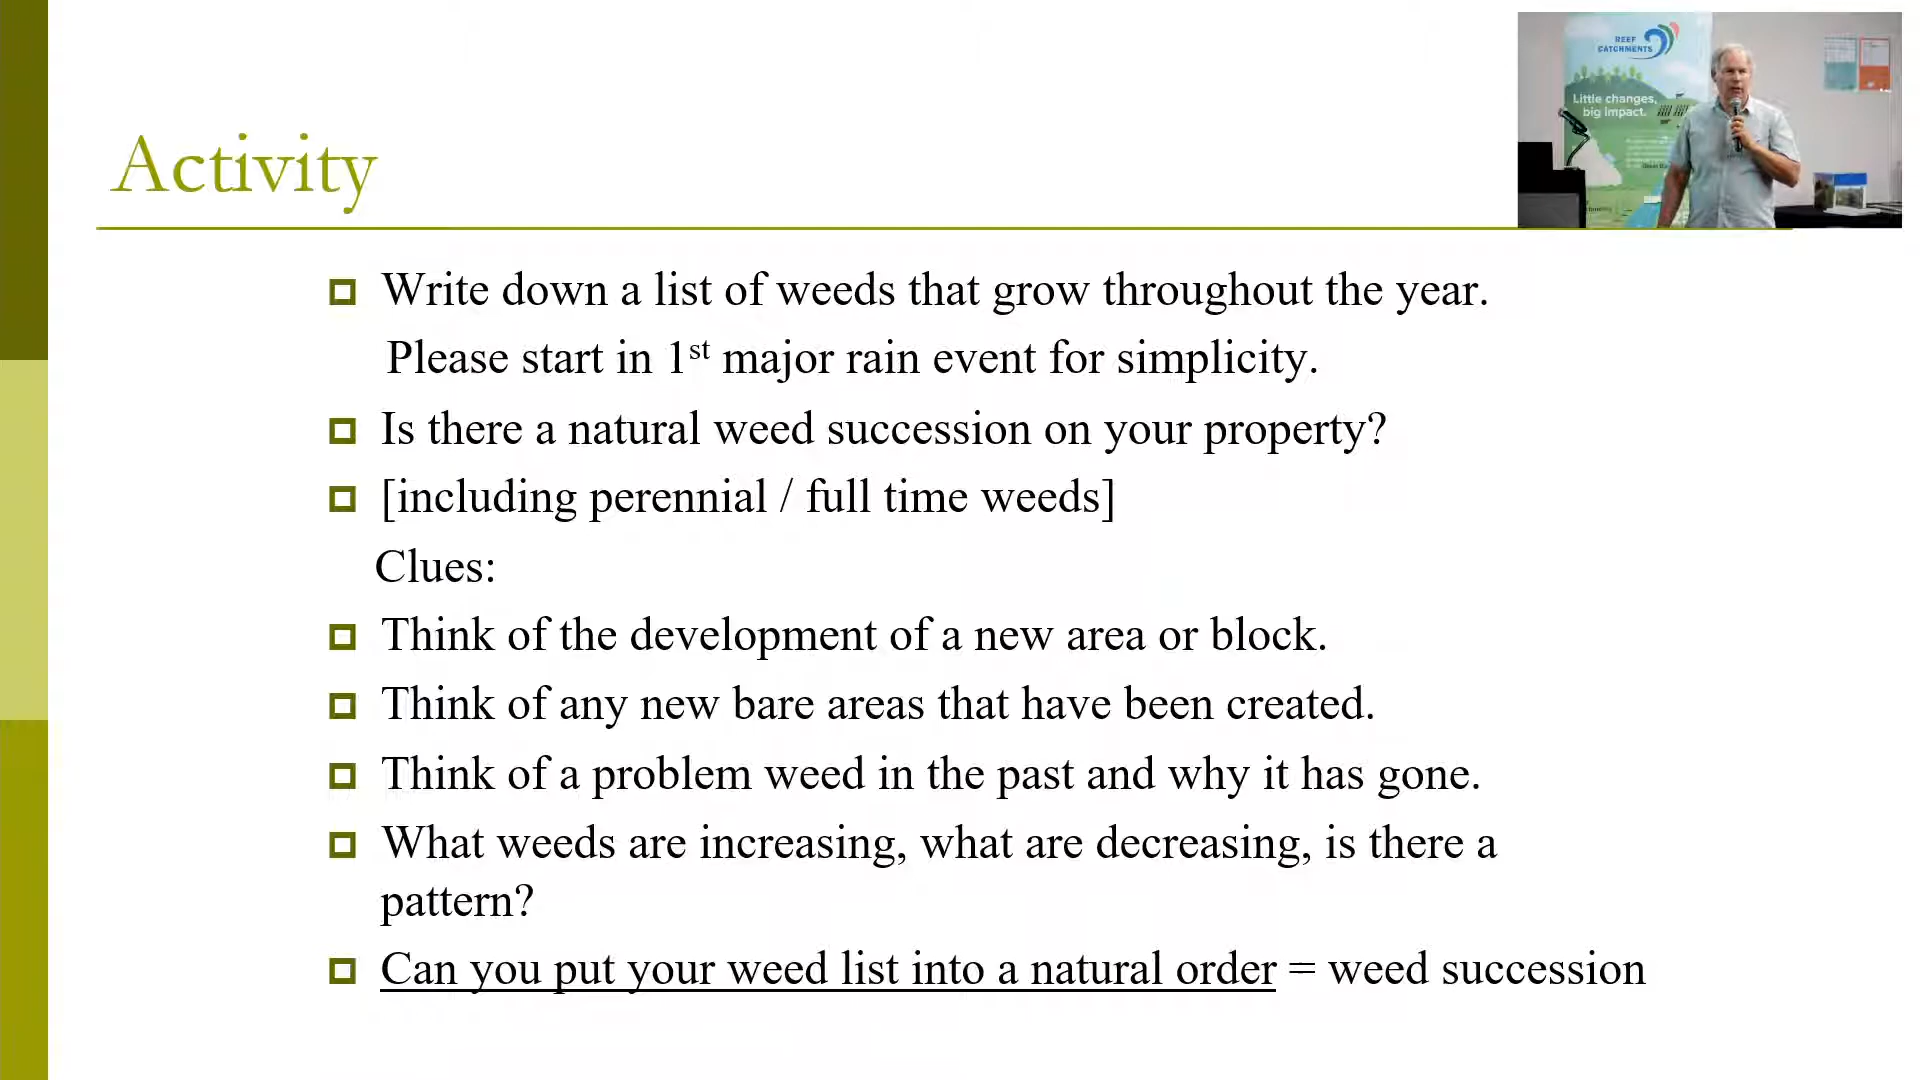 REEF
CATCHMENTS
Little changes,
big impact.
Activity
Write down a list of weeds that grow throughout the year.
Please start in 1st major rain event for simplicity.
Is there a natural weed succession on your property?
[including perennial / full time weeds]
Clues:
Think of the development of a new area or block.
Think of any new bare areas that have been created.
Think of a problem weed in the past and why it has gone.
What weeds are increasing, what are decreasing, is there a
pattern?
Can you put your weed list into a natural order = weed succession